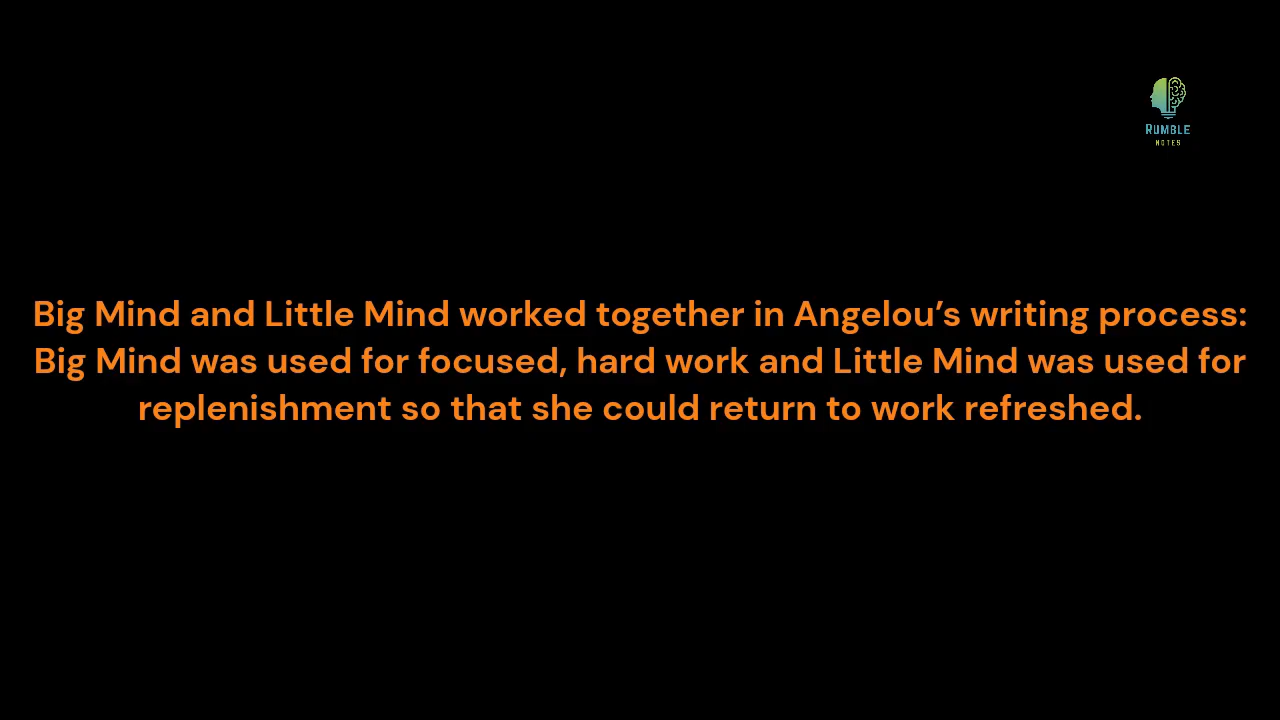 RUMBLE
NOTES
Big Mind and Little Mind worked together in Angelou’s writing process:
Big Mind was used for focused, hard work and Little Mind was used for
replenishment so that she could return to work refreshed.